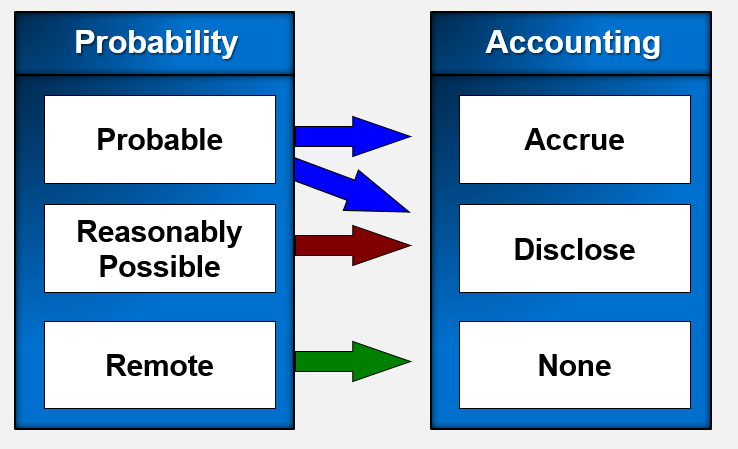 Probability
Accounting
Probable
Accrue
Reasonably
Possible
Disclose
Remote
None